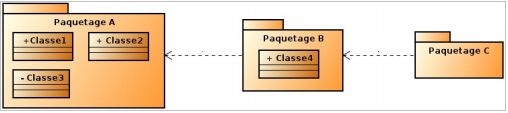 Paquetage A
+Classe1
+ Classe2
- Classe3
Paquetage B
+ Classe4
Paquetage C